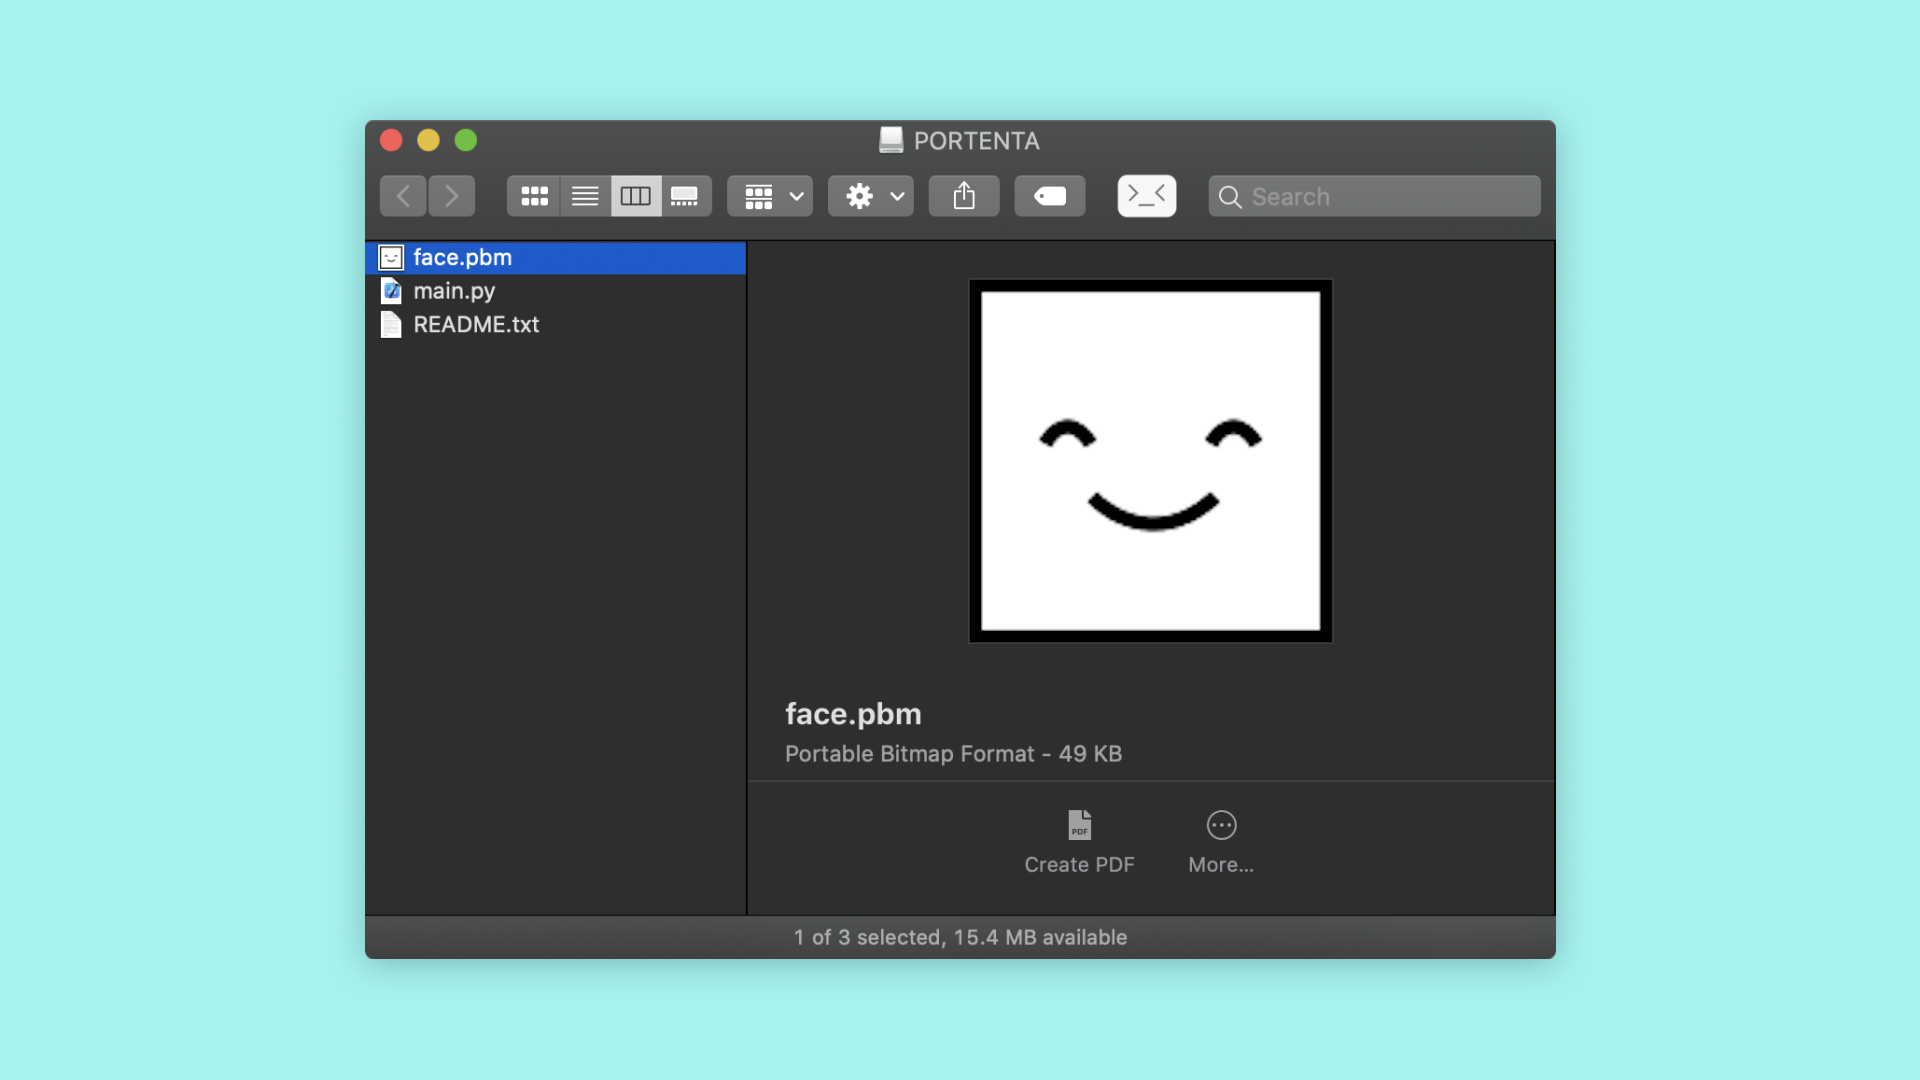 PORTENTA
>_<
Search
face.pbm
main.py
README.txt
face.pbm
Portable Bitmap Format - 49 KB
PDF
Create PDF
More...
1 of 3 selected, 15.4 MB available